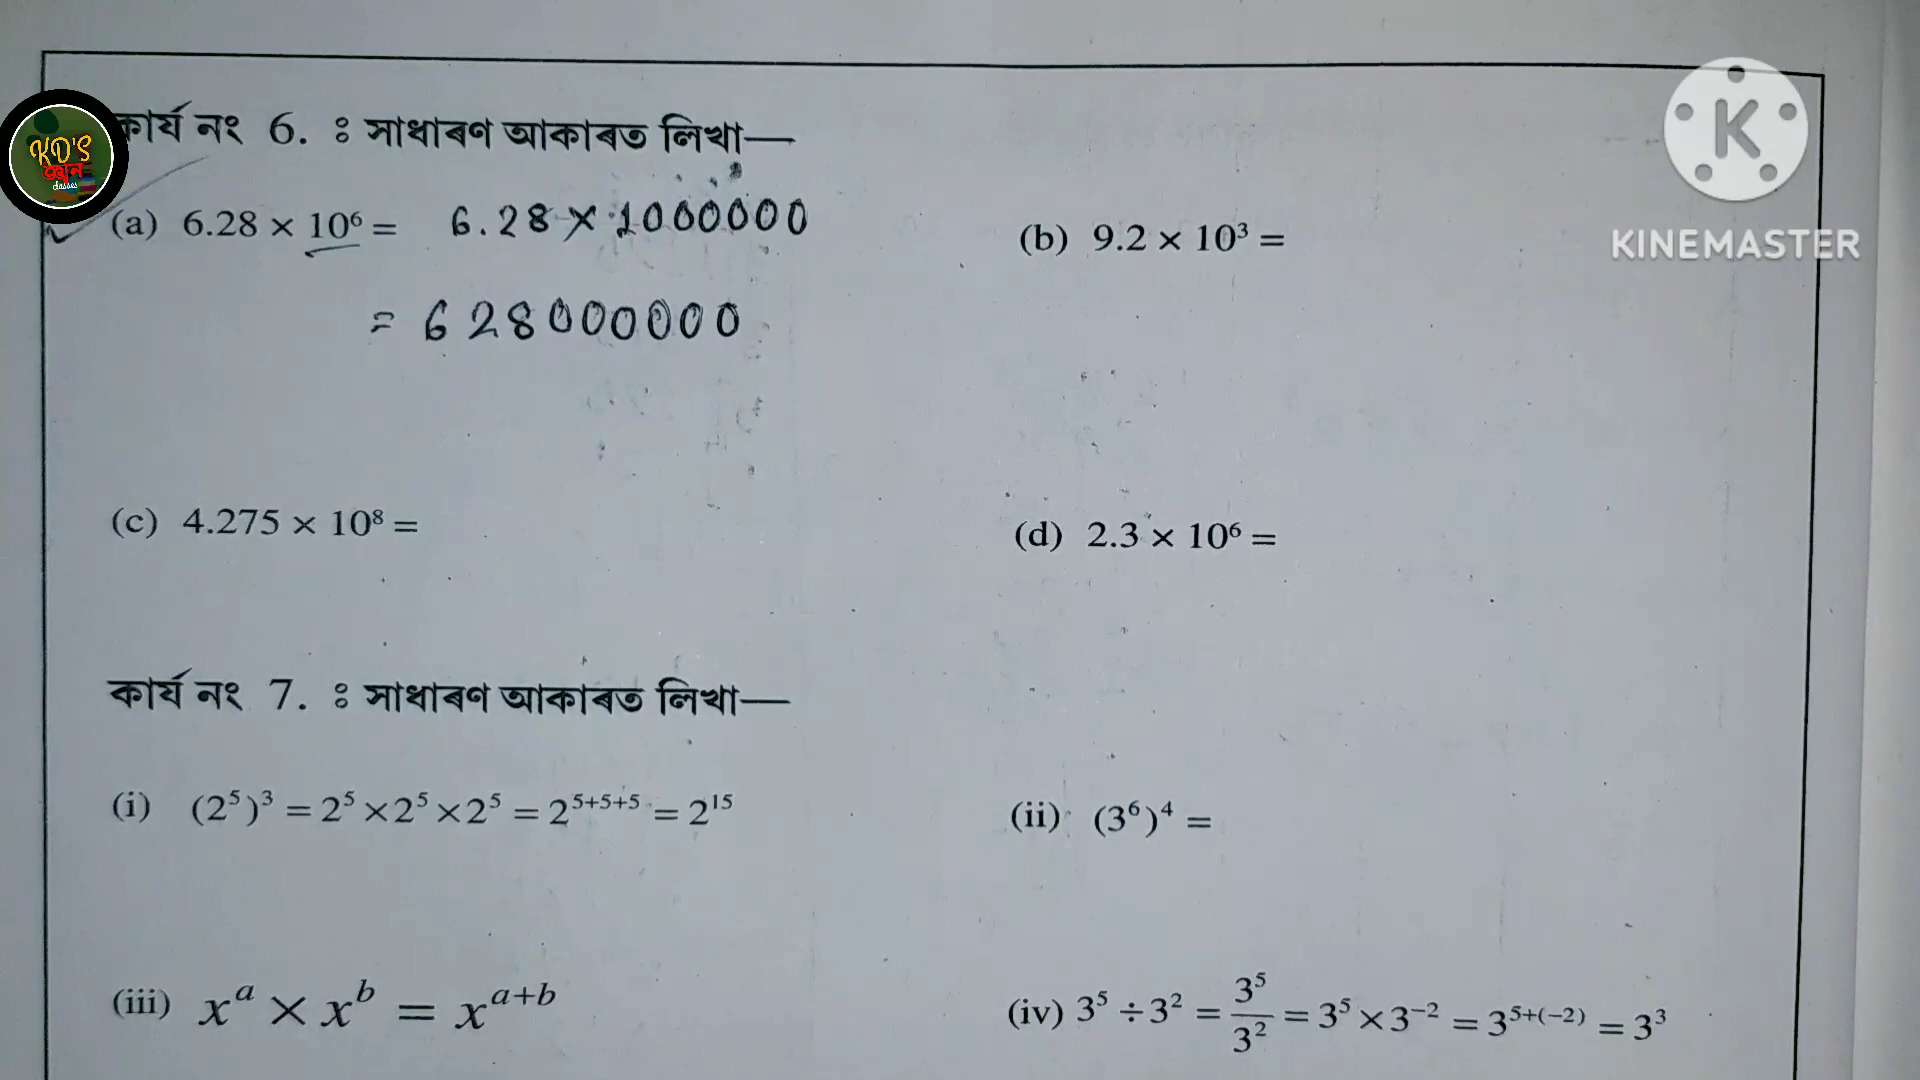 কাৰ্য নং 6. ঃ সাধাৰণ আকাৰত লিখা—
KD'S
জ্ঞান
classes
K
KINEMASTER
(a) 6.28 × 10⁶ = 6.28 × 1000000
= 628000000
(b) 9.2 × 10³ =
(c) 4.275 × 10⁸ =
(d) 2.3 × 10⁶ =
কাৰ্য নং 7. ঃ সাধাৰণ আকাৰত লিখা—
(i) (2⁵)³ = 2⁵ × 2⁵ × 2⁵ = 2⁵⁺⁵⁺⁵ = 2¹⁵
(ii) (3⁶)⁴ =
(iii) xᵃ × xᵇ = xᵃ⁺ᵇ
(iv) 3⁵ ÷ 3² = 3⁵/3² = 3⁵ × 3⁻² = 3⁵⁺⁽⁻²⁾ = 3³